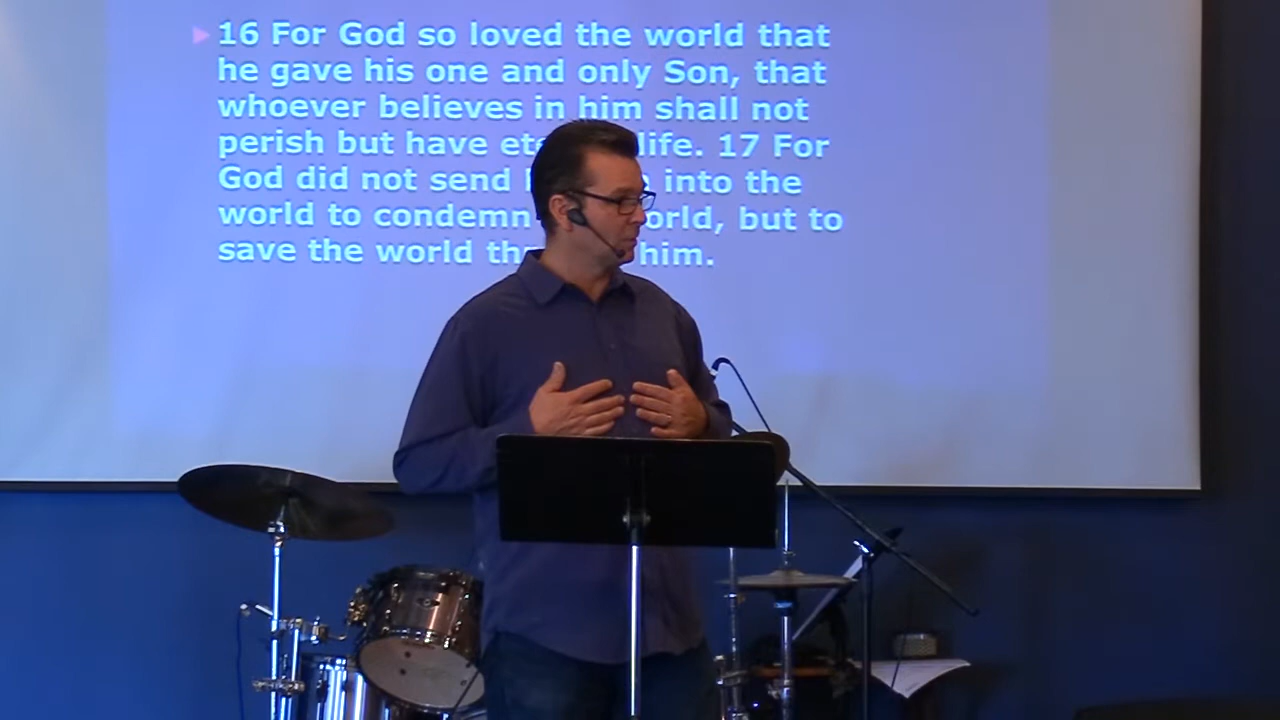 16 For God so loved the world that
he gave his one and only Son, that
whoever believes in him shall not
perish but have life. 17 For
God did not send into the
world to condemn but to
save the world him.